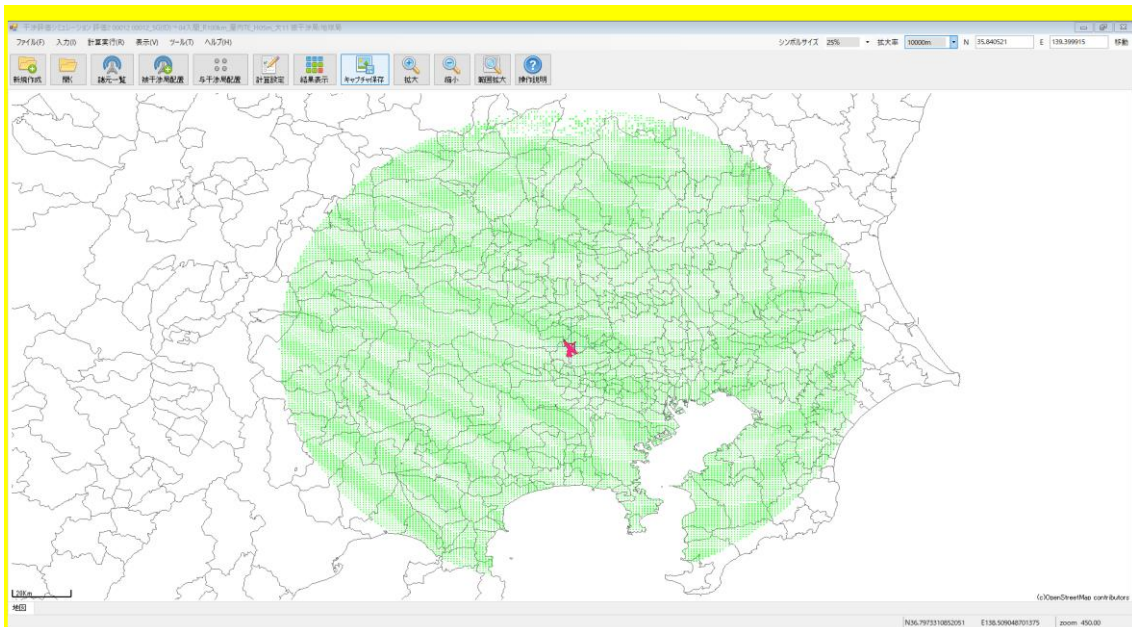 ファイル(F) 入力(I) 計算実行(R) 表示(V) ツール(T) ヘルプ(H) シンボルサイズ 25% 拡大率 10000m N 35.840521 E 139.399915 移動
新規作成 開く 諸元一覧 被干渉局配置 与干渉局配置 計算設定 結果表示 キャプチャ保存 拡大 縮小 範囲拡大 操作説明
20Km
(c)OpenStreetMap contributors
地図
N36.7973310852051 E138.509048701375 zoom 450.00